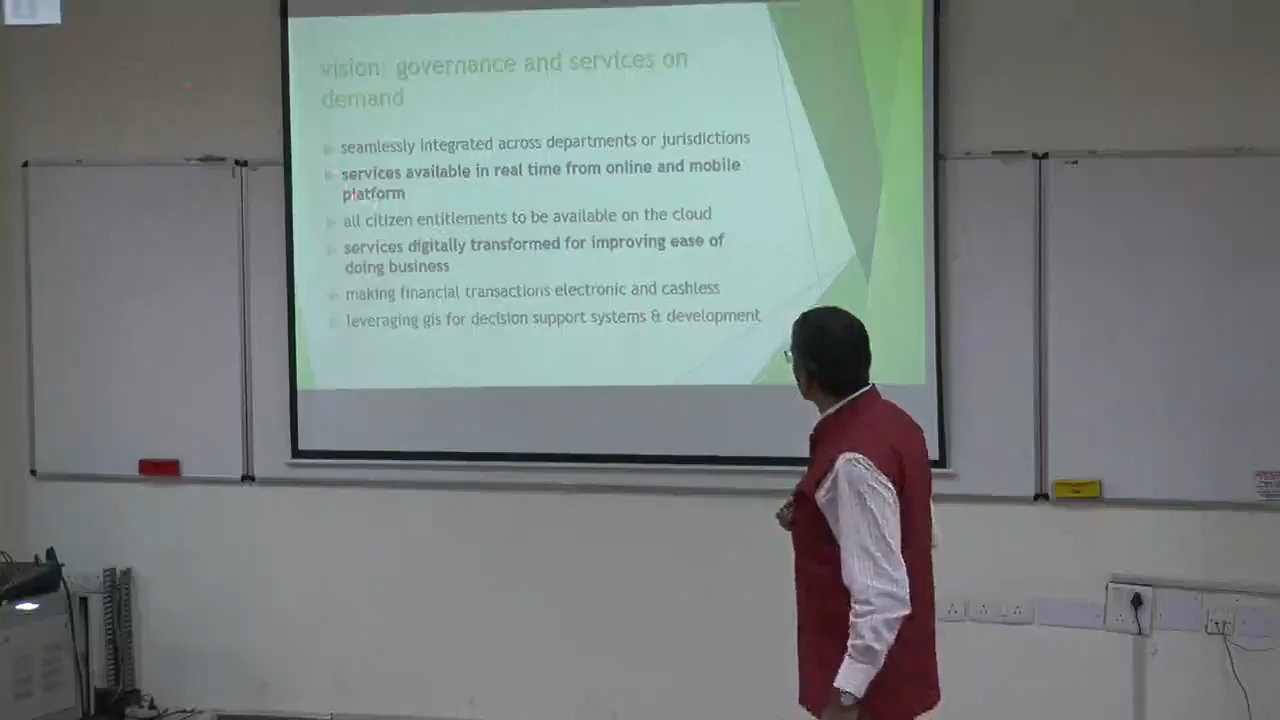 vision: governance and services on
demand
seamlessly integrated across departments or jurisdictions
services available in real time from online and mobile
platform
all citizen entitlements to be available on the cloud
services digitally transformed for improving ease of
doing business
making financial transactions electronic and cashless
leveraging gis for decision support systems & development